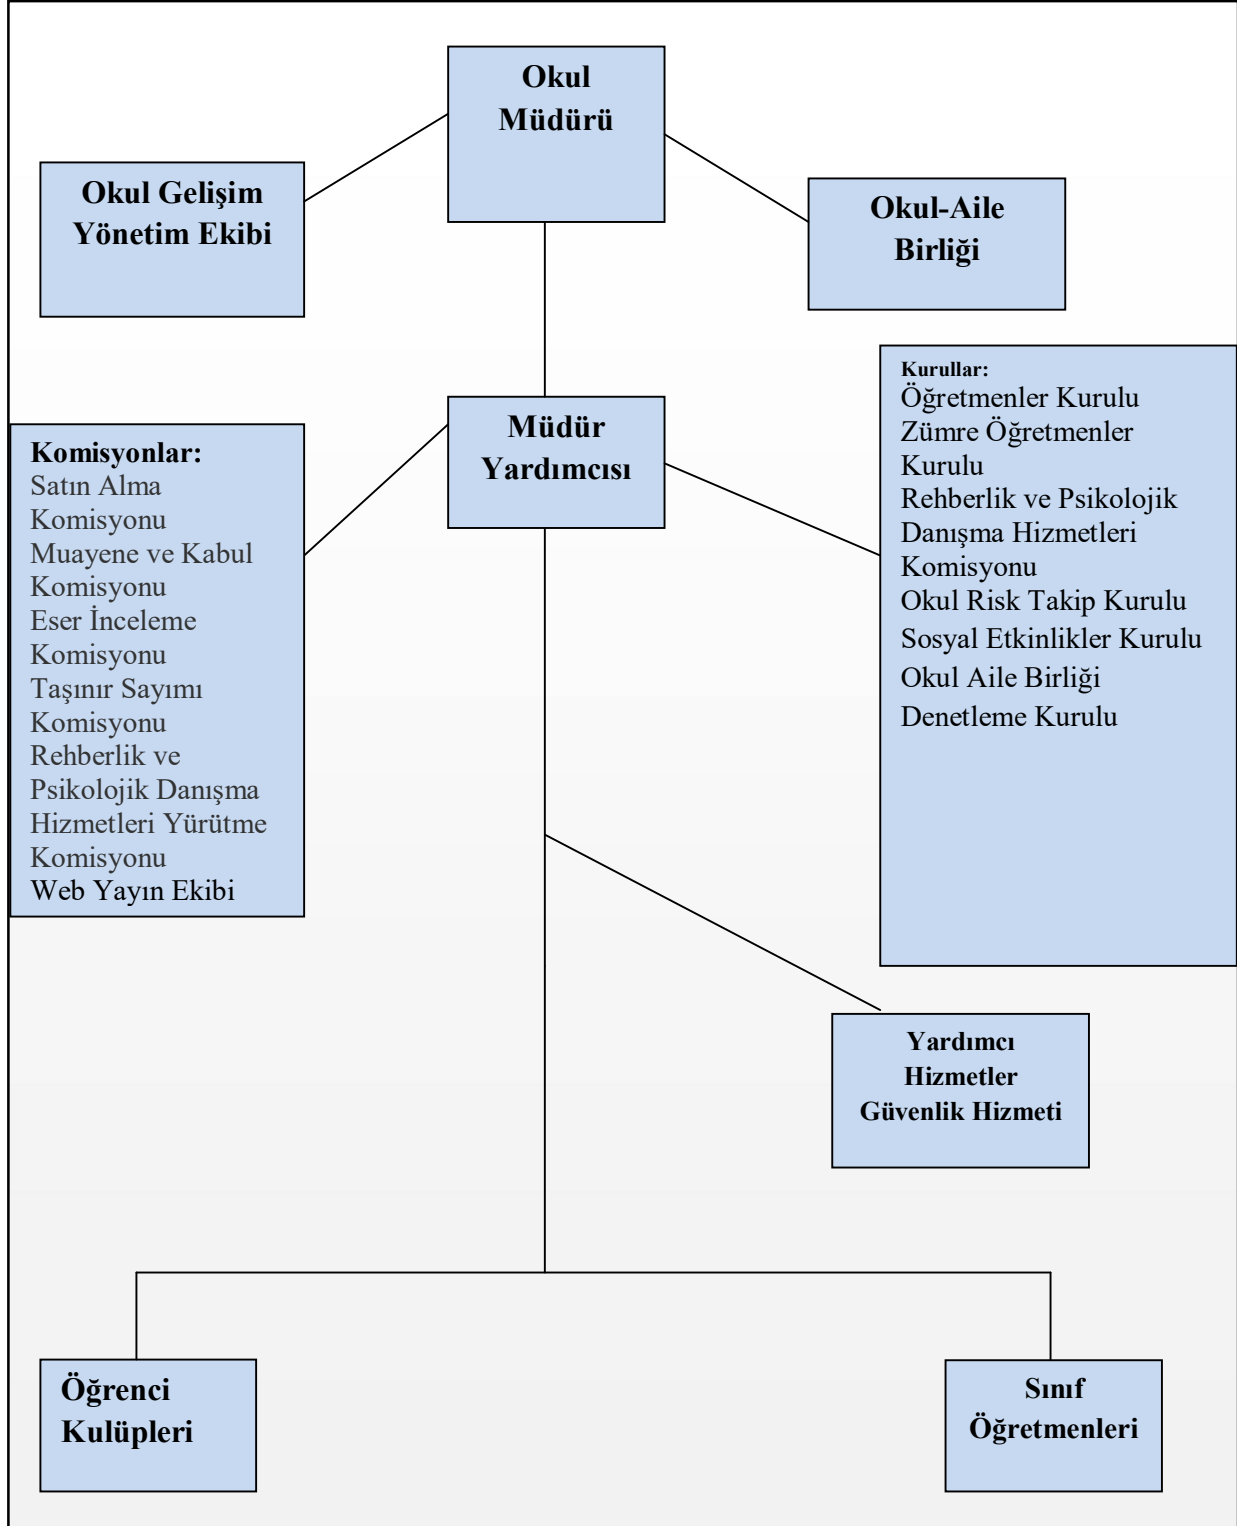 Okul
Müdürü
Okul Gelişim
Yönetim Ekibi
Okul-Aile
Birliği
Müdür
Yardımcısı
Komisyonlar:
Satın Alma
Komisyonu
Muayene ve Kabul
Komisyonu
Eser İnceleme
Komisyonu
Taşınır Sayımı
Komisyonu
Rehberlik ve
Psikolojik Danışma
Hizmetleri Yürütme
Komisyonu
Web Yayın Ekibi
Kurullar:
Öğretmenler Kurulu
Zümre Öğretmenler
Kurulu
Rehberlik ve Psikolojik
Danışma Hizmetleri
Komisyonu
Okul Risk Takip Kurulu
Sosyal Etkinlikler Kurulu
Okul Aile Birliği
Denetleme Kurulu
Yardımcı
Hizmetler
Güvenlik Hizmeti
Öğrenci
Kulüpleri
Sınıf
Öğretmenleri